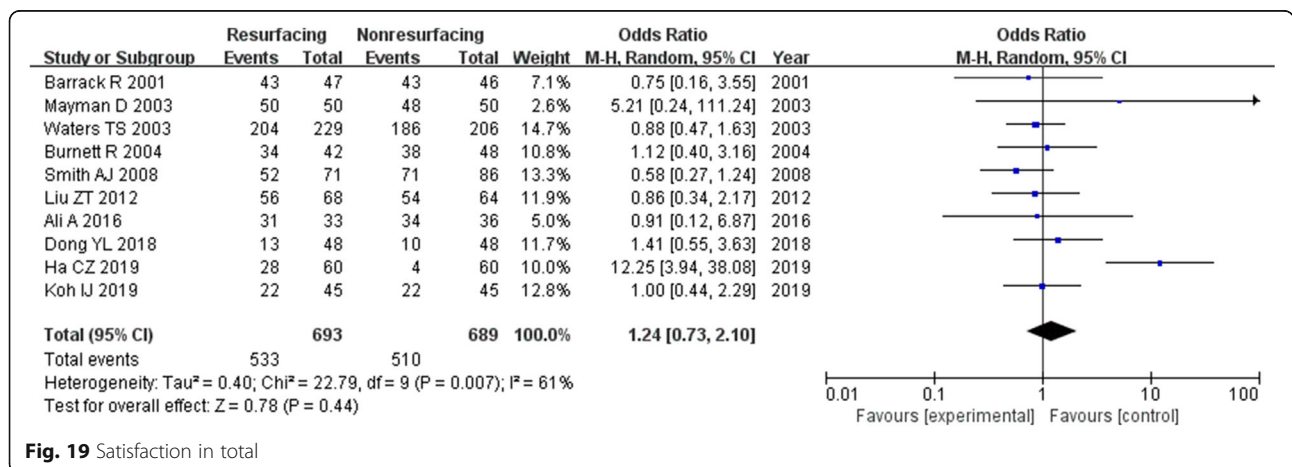 Resurfacing Nonresurfacing Odds Ratio Odds Ratio
Study or Subgroup Events Total Events Total Weight M-H, Random, 95% CI Year M-H, Random, 95% CI
Barrack R 2001 43 47 43 46 7.1% 0.75 [0.16, 3.55] 2001
Mayman D 2003 50 50 48 50 2.6% 5.21 [0.24, 111.24] 2003
Waters TS 2003 204 229 186 206 14.7% 0.88 [0.47, 1.63] 2003
Burnett R 2004 34 42 38 48 10.8% 1.12 [0.40, 3.16] 2004
Smith AJ 2008 52 71 71 86 13.3% 0.58 [0.27, 1.24] 2008
Liu ZT 2012 56 68 54 64 11.9% 0.86 [0.34, 2.17] 2012
Ali A 2016 31 33 34 36 5.0% 0.91 [0.12, 6.87] 2016
Dong YL 2018 13 48 10 48 11.7% 1.41 [0.55, 3.63] 2018
Ha CZ 2019 28 60 4 60 10.0% 12.25 [3.94, 38.08] 2019
Koh IJ 2019 22 45 22 45 12.8% 1.00 [0.44, 2.29] 2019
Total (95% CI) 693 689 100.0% 1.24 [0.73, 2.10]
Total events 533 510
Heterogeneity: Tau² = 0.40; Chi² = 22.79, df = 9 (P = 0.007); I² = 61%
Test for overall effect: Z = 0.78 (P = 0.44)
0.01 0.1 1 10 100
Favours [experimental] Favours [control]
Fig. 19 Satisfaction in total